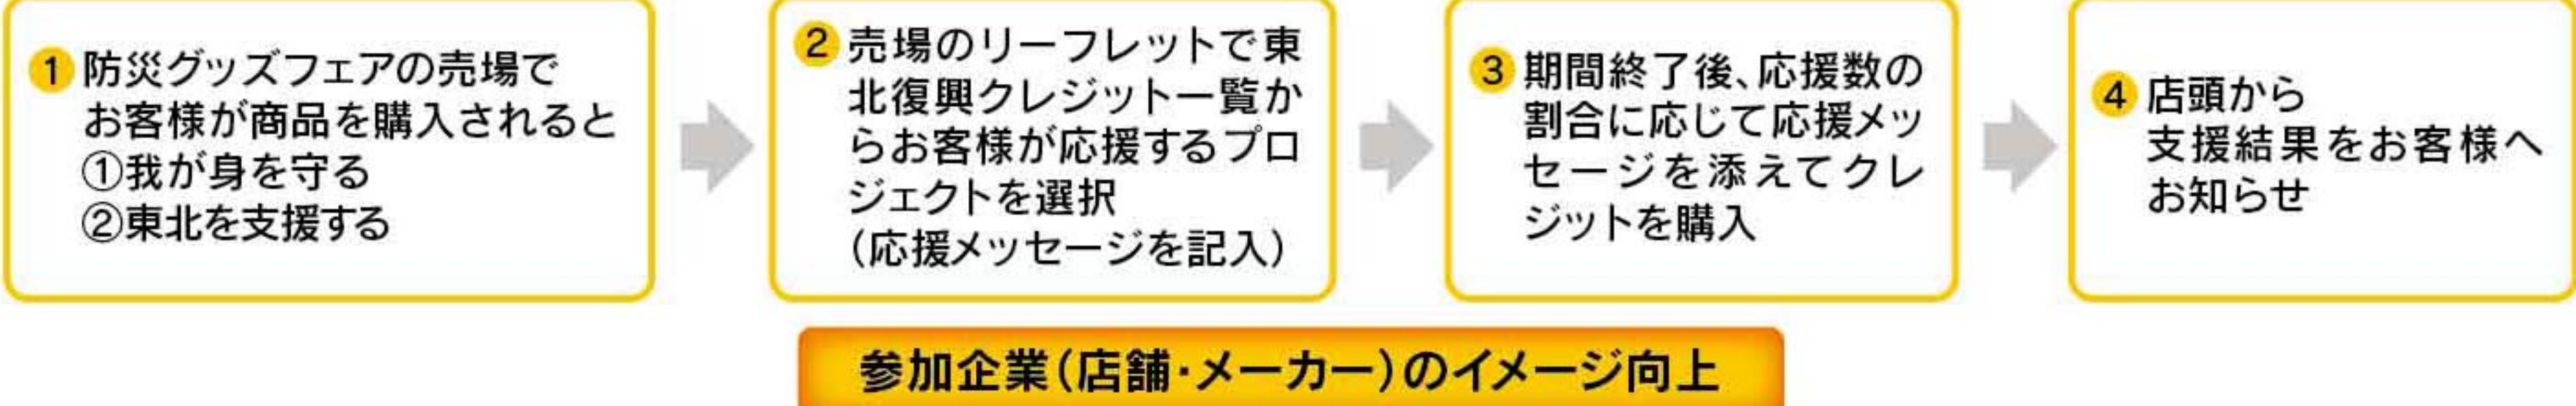 1 防災グッズフェアの売場で
お客様が商品を購入されると
①我が身を守る
②東北を支援する
2 売場のリーフレットで東
北復興クレジット一覧か
らお客様が応援するプロ
ジェクトを選択
（応援メッセージを記入）
3 期間終了後、応援数の
割合に応じて応援メッ
セージを添えてクレ
ジットを購入
4 店頭から
支援結果をお客様へ
お知らせ
参加企業（店舗・メーカー）のイメージ向上